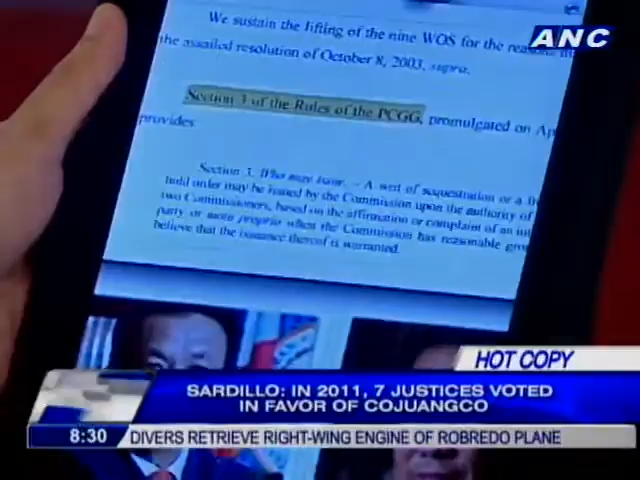 We sustain the lifting of the nine WOS for the reasons
ANC
the assailed resolution of October 8, 2003, supra.
Section 3 of the Rules of the PCGG, promulgated on Ap
provides
Section 3. Who may issue. – A writ of sequestration or a fr
hold order may be issued by the Commission upon the authority of
two Commissioners, based on the affirmation or complaint of an int
party or motu proprio when the Commission has reasonable grou
believe that the issuance thereof is warranted.
HOT COPY
SARDILLO: IN 2011, 7 JUSTICES VOTED
IN FAVOR OF COJUANGCO
8:30 DIVERS RETRIEVE RIGHT-WING ENGINE OF ROBREDO PLANE